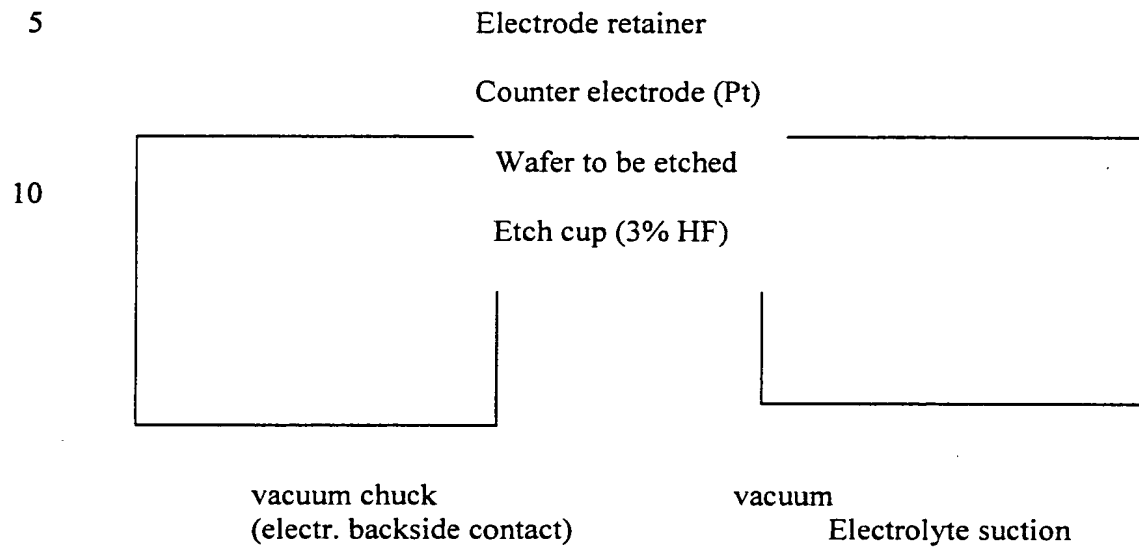 5 Electrode retainer
Counter electrode (Pt)
Wafer to be etched
10
Etch cup (3% HF)
vacuum chuck
(electr. backside contact)
vacuum
Electrolyte suction